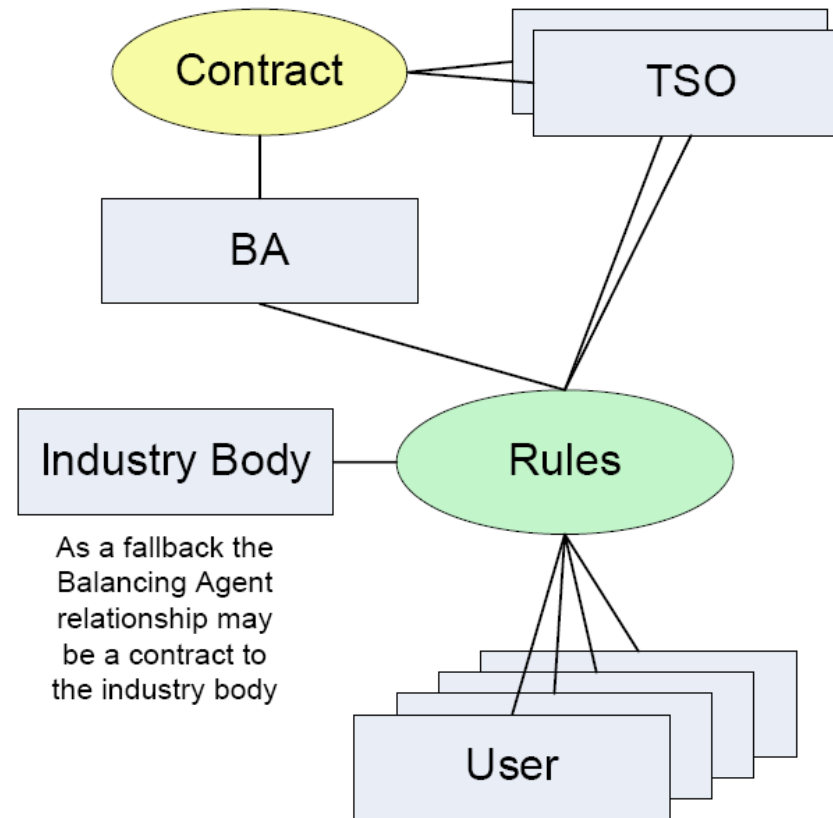 Contract
TSO
BA
Industry Body
Rules
As a fallback the
Balancing Agent
relationship may
be a contract to
the industry body
User